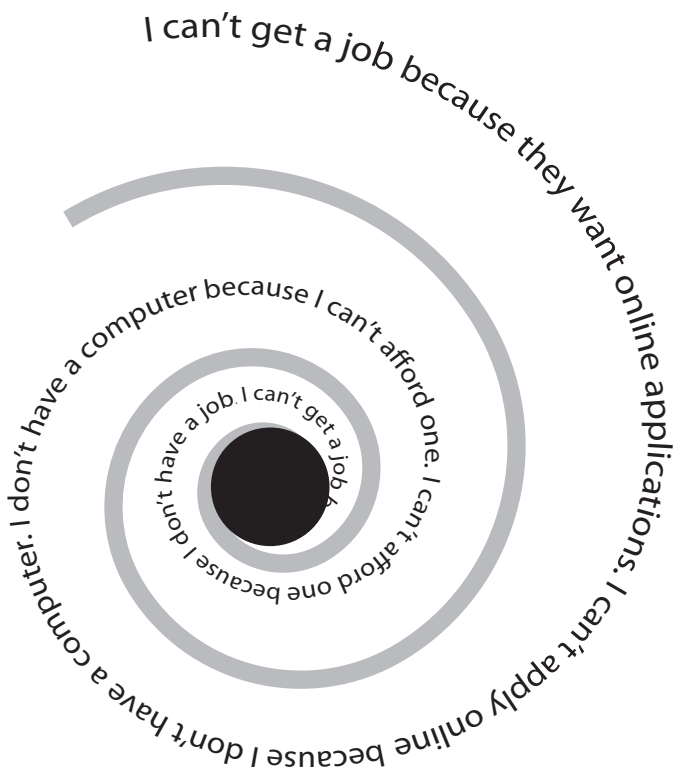 I can't get a job because they want online applications. I can't apply online because I don't have a computer. I don't have a computer because I can't afford one. I can't afford one because I don't have a job. I can't get a job